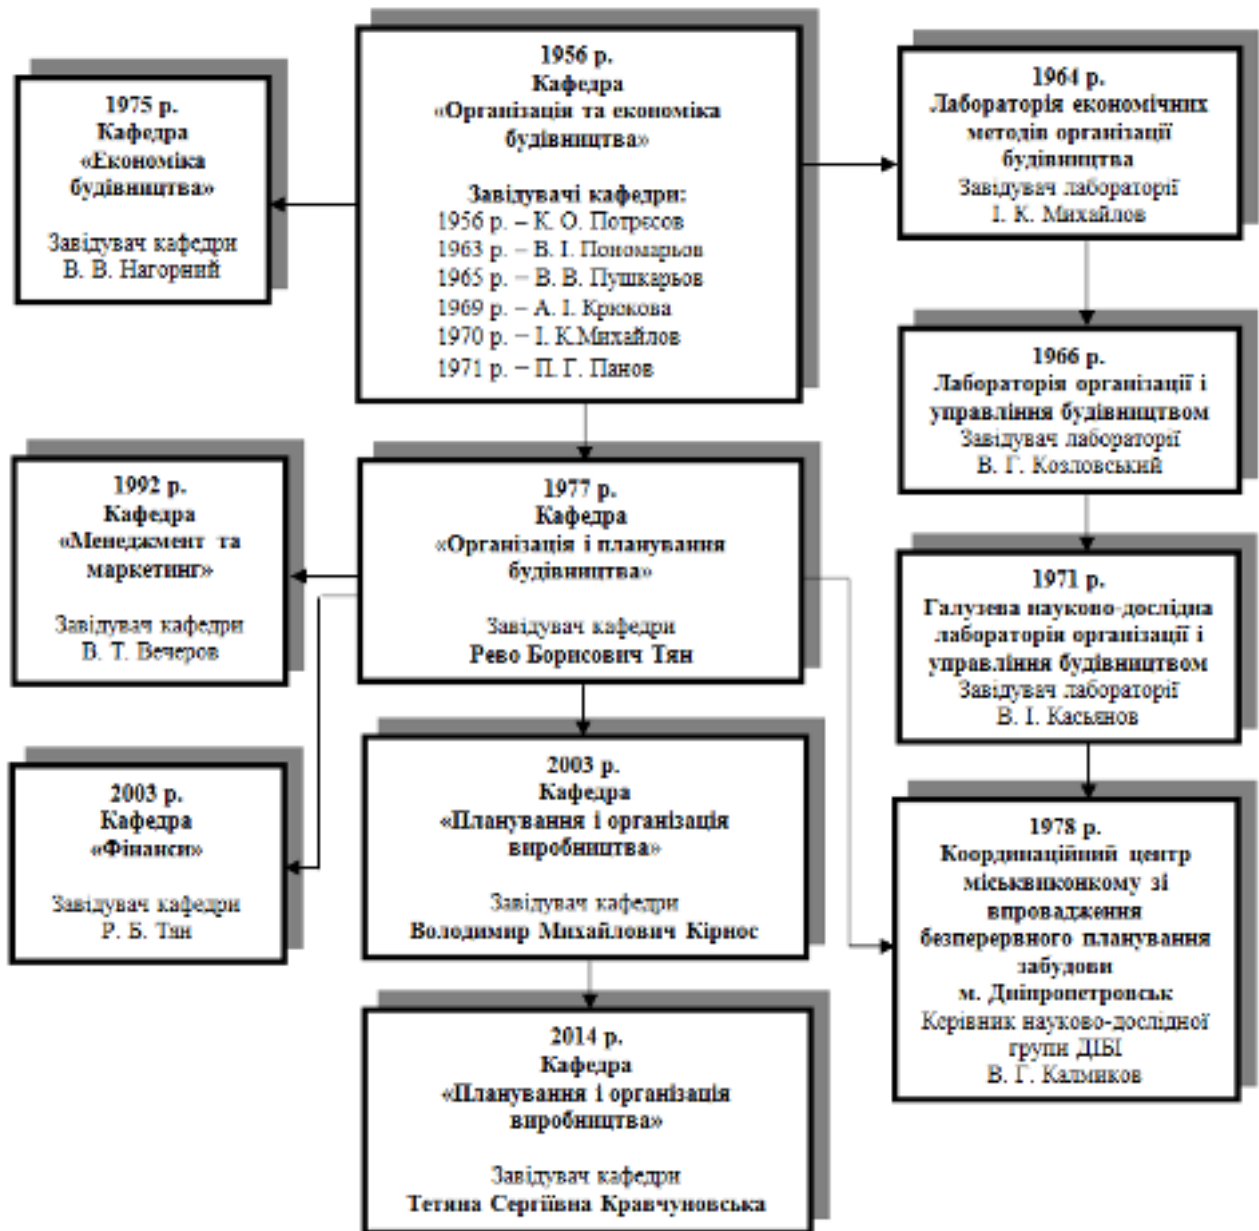 1956 р.
Кафедра
«Організація та економіка
будівництва»
Завідувачі кафедри:
1956 р. – К. О. Потрєсов
1963 р. – В. І. Пономарьов
1965 р. – В. В. Пушкарьов
1969 р. – А. І. Крюкова
1970 р. – І. К.Михайлов
1971 р. – П. Г. Панов
1975 р.
Кафедра
«Економіка
будівництва»
Завідувач кафедри
В. В. Нагорний
1964 р.
Лабораторія економічних
методів організації
будівництва
Завідувач лабораторії
І. К. Михайлов
1966 р.
Лабораторія організації і
управління будівництвом
Завідувач лабораторії
В. Г. Козловський
1992 р.
Кафедра
«Менеджмент та
маркетинг»
Завідувач кафедри
В. Т. Вечеров
1977 р.
Кафедра
«Організація і планування
будівництва»
Завідувач кафедри
Рево Борисович Тян
1971 р.
Галузева науково-дослідна
лабораторія організації і
управління будівництвом
Завідувач лабораторії
В. І. Касьянов
2003 р.
Кафедра
«Фінанси»
Завідувач кафедри
Р. Б. Тян
2003 р.
Кафедра
«Планування і організація
виробництва»
Завідувач кафедри
Володимир Михайлович Кірнос
1978 р.
Координаційний центр
міськвиконкому зі
впровадження
безперервного планування
забудови
м. Дніпропетровськ
Керівник науково-дослідної
групи ДІБІ
В. Г. Калмиков
2014 р.
Кафедра
«Планування і організація
виробництва»
Завідувач кафедри
Тетяна Сергіївна Кравчуновська